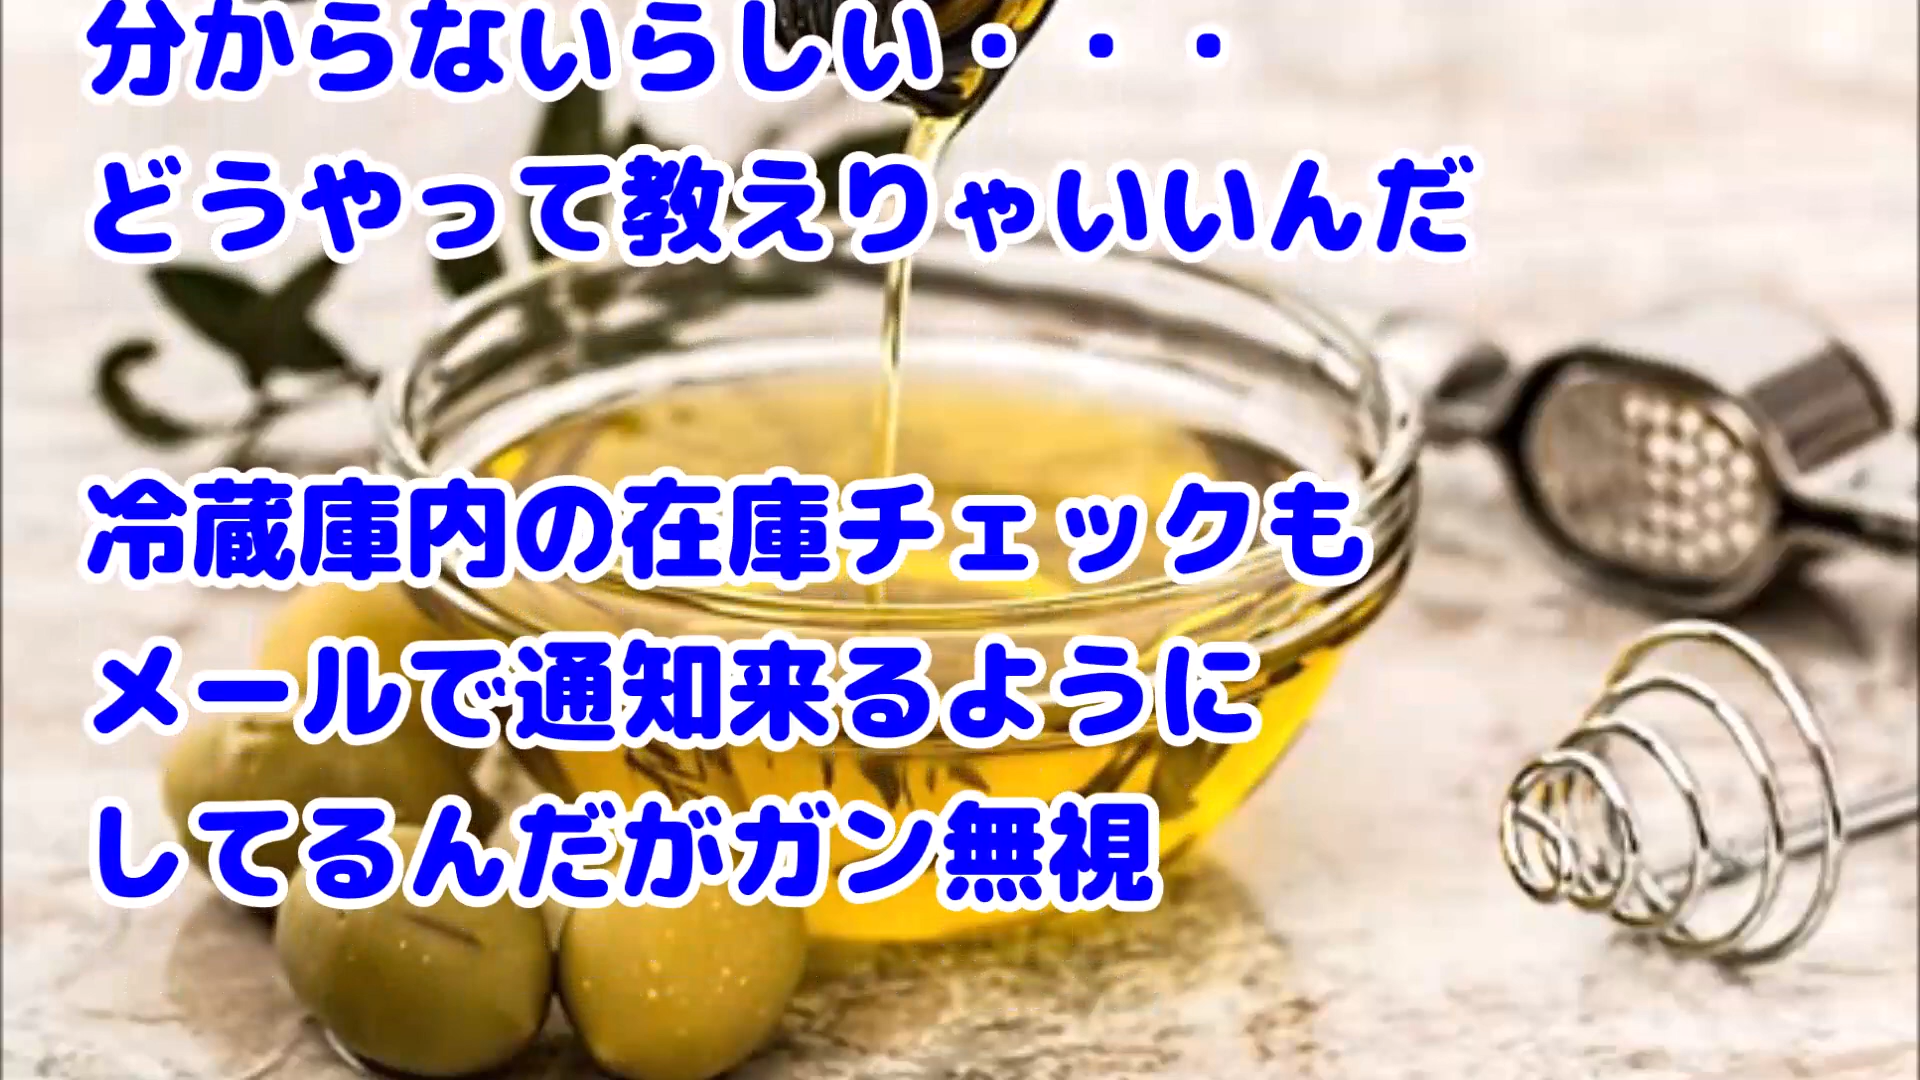 分からないらしい・・・
どうやって教えりゃいいんだ
冷蔵庫内の在庫チェックも
メールで通知来るように
してるんだがガン無視